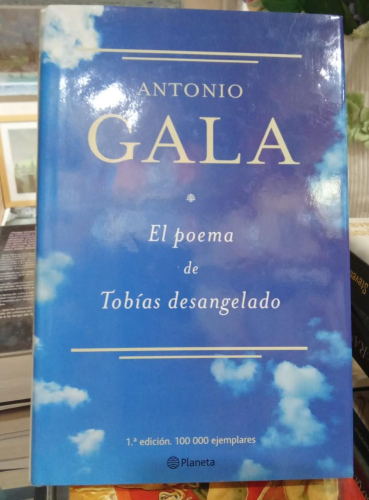 ANTONIO
GALA
El poema
de
Tobías desangelado
1.ª edición. 100 000 ejemplares
Planeta